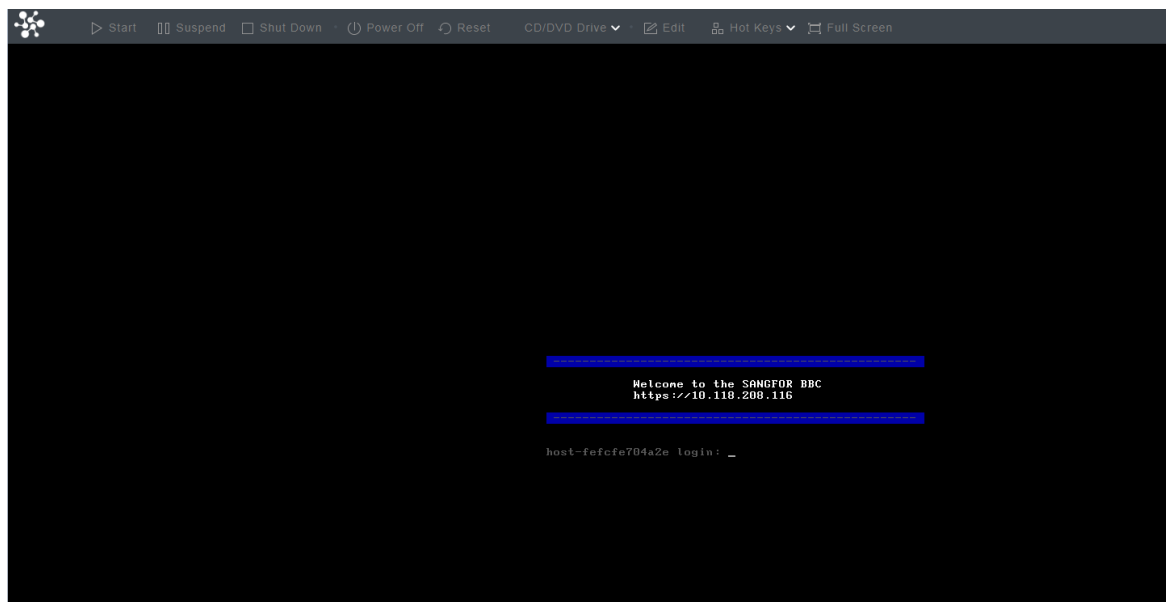 Start Suspend Shut Down Power Off Reset CD/DVD Drive Edit Hot Keys Full Screen
Welcome to the SANGFOR BBC
https://10.118.208.116
host-fefcfe704a2e login: _